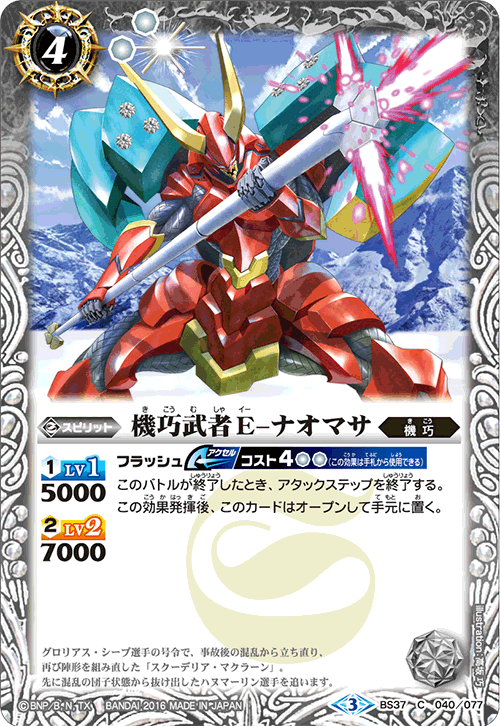 4
スピリット 機巧武者E-ナオマサ 機巧
1 LV1 5000
2 LV2 7000
フラッシュ アクセル コスト4 (この効果は手札から使用できる)
このバトルが終了したとき、アタックステップを終了する。
この効果発揮後、このカードはオープンして手元に置く。
グロリアス・シープ選手の号令で、事故後の混乱から立ち直り、
再び陣形を組み直した「スクーデリア・マクラーン」。
先に混乱の団子状態から抜け出したハヌマーリン選手を追います。
©BNP/B・N, TX BANDAI 2016 MADE IN JAPAN 3 BS37 C 040 / 077